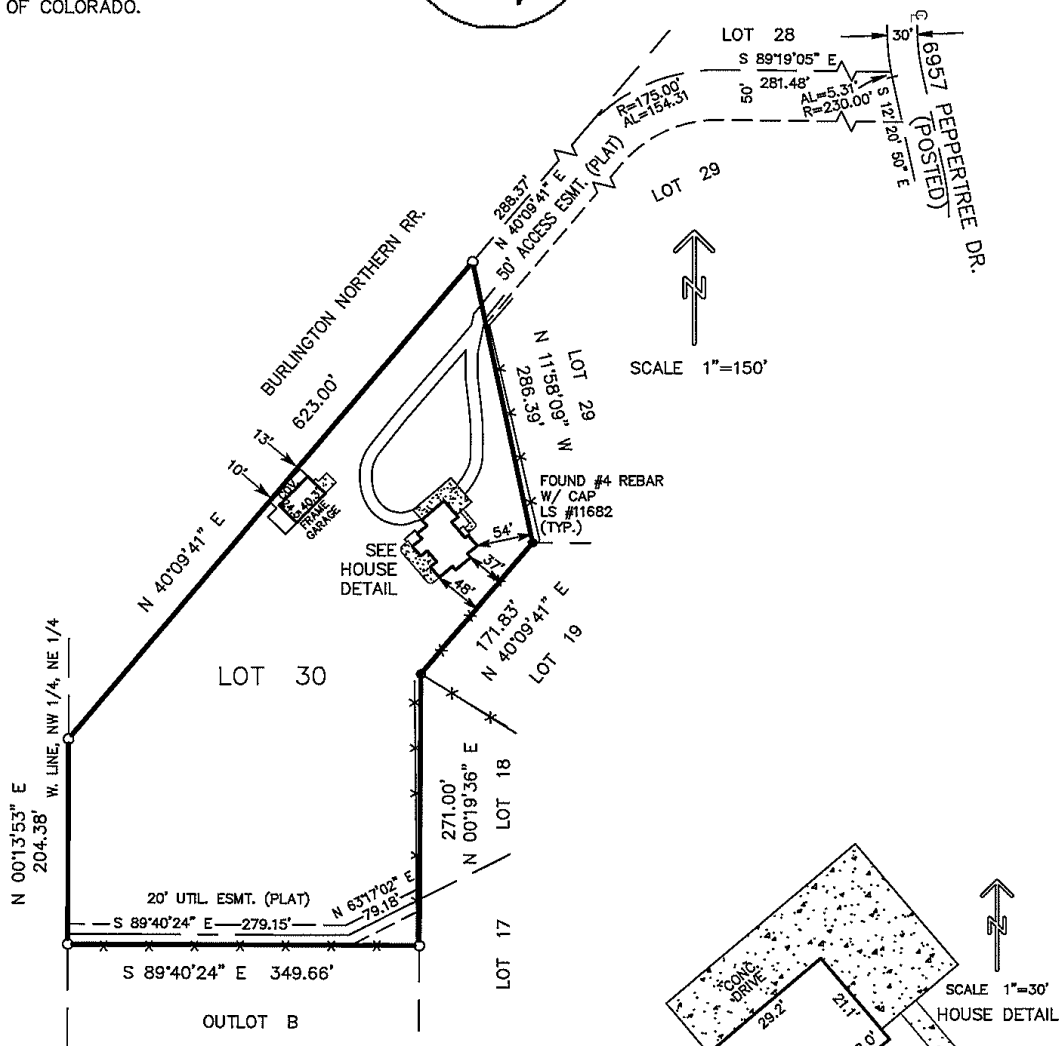 OF COLORADO.
LOT 28
S 89°19'05" E
281.48'
50'
30'
AL=5.31'
R=230.00'
S 12°20'50" E
6957 PEPPERTREE DR.
(POSTED)
R=175.00'
AL=154.31
288.37'
N 40°09'41" E
50' ACCESS ESMT. (PLAT)
LOT 29
BURLINGTON NORTHERN RR.
N
SCALE 1"=150'
623.00'
N 40°09'41" E
13'
10'
FRAME
GARAGE
LOT 29
N 11°58'09" W
286.39'
FOUND #4 REBAR
W/ CAP
LS #11682
(TYP.)
54'
37'
48'
SEE
HOUSE
DETAIL
171.83'
N 40°09'41" E
LOT 19
LOT 30
W. LINE, NW 1/4, NE 1/4
N 00°13'53" E
204.38'
271.00'
N 00°19'36" E
LOT 18
20' UTIL. ESMT. (PLAT)
S 89°40'24" E 279.15'
N 63°17'02" E
79.18'
S 89°40'24" E 349.66'
LOT 17
OUTLOT B
CONC.
DRIVE
29.2'
21.1'
N
SCALE 1"=30'
HOUSE DETAIL